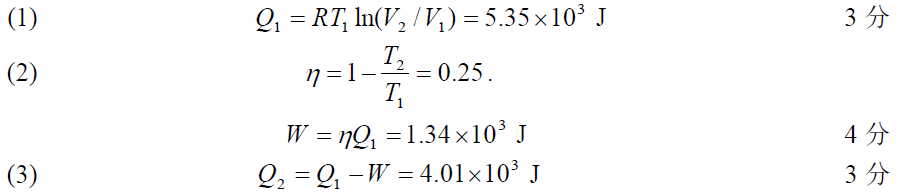 (1) Q₁ = RT₁ ln(V₂ / V₁) = 5.35×10³ J 3 分
(2) η = 1 − T₂/T₁ = 0.25 .
W = ηQ₁ = 1.34×10³ J 4 分
(3) Q₂ = Q₁ − W = 4.01×10³ J 3 分